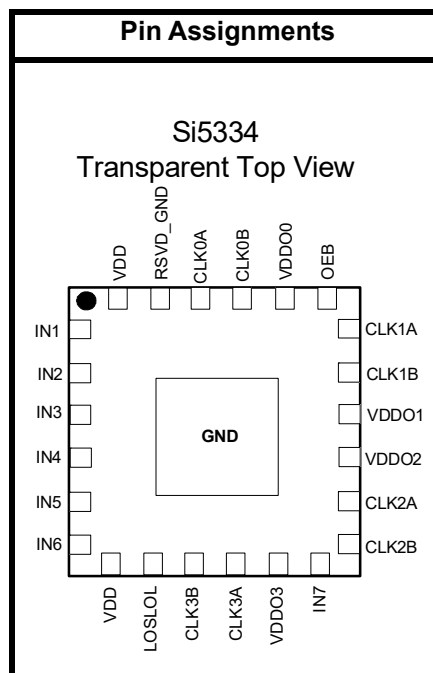 Pin Assignments
Si5334
Transparent Top View
VDD
RSVD_GND
CLK0A
CLK0B
VDDO0
OEB
IN1
IN2
IN3
IN4
IN5
IN6
GND
CLK1A
CLK1B
VDDO1
VDDO2
CLK2A
CLK2B
VDD
LOSLOL
CLK3B
CLK3A
VDDO3
IN7